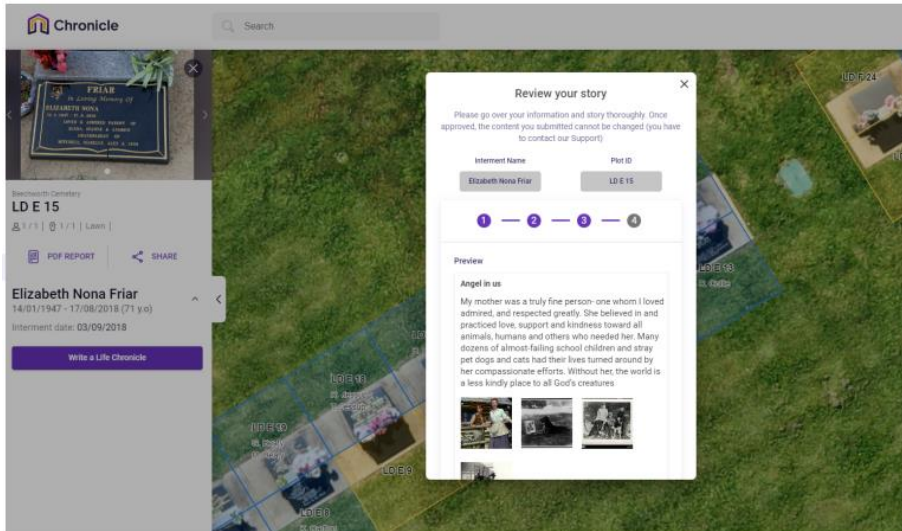 Chronicle
Search
FRIAR
In Loving Memory Of
ELIZABETH NONA
Beechworth Cemetery
LD E 15
1 / 1 | 1 / 1 | Lawn |
PDF REPORT
SHARE
Elizabeth Nona Friar
14/01/1947 - 17/08/2018 (71 y.o)
Interment date: 03/09/2018
Write a Life Chronicle
Review your story
Please go over your information and story thoroughly. Once
approved, the content you submitted cannot be changed (you have
to contact our Support)
Interment Name
Plot ID
Elizabeth Nona Friar
LD E 15
1
2
3
4
Preview
Angel in us
My mother was a truly fine person- one whom I loved
admired, and respected greatly. She believed in and
practiced love, support and kindness toward all
animals, humans and others who needed her. Many
dozens of almost-failing school children and stray
pet dogs and cats had their lives turned around by
her compassionate efforts. Without her, the world is
a less kindly place to all God's creatures
LD F 24
LD E 13
LD E 18
LD E 19
LD E 9
LD E 8